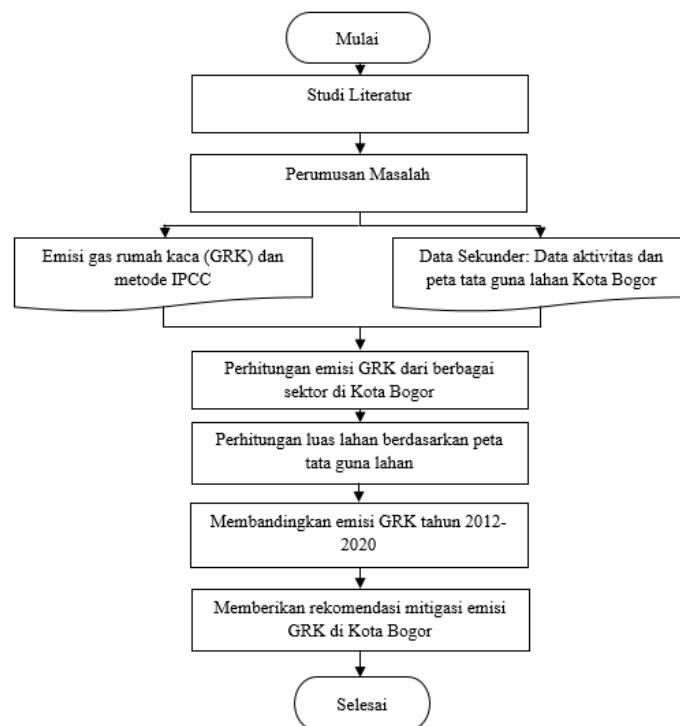 Mulai
Studi Literatur
Perumusan Masalah
Emisi gas rumah kaca (GRK) dan
metode IPCC
Data Sekunder: Data aktivitas dan
peta tata guna lahan Kota Bogor
Perhitungan emisi GRK dari berbagai
sektor di Kota Bogor
Perhitungan luas lahan berdasarkan peta
tata guna lahan
Membandingkan emisi GRK tahun 2012-
2020
Memberikan rekomendasi mitigasi emisi
GRK di Kota Bogor
Selesai